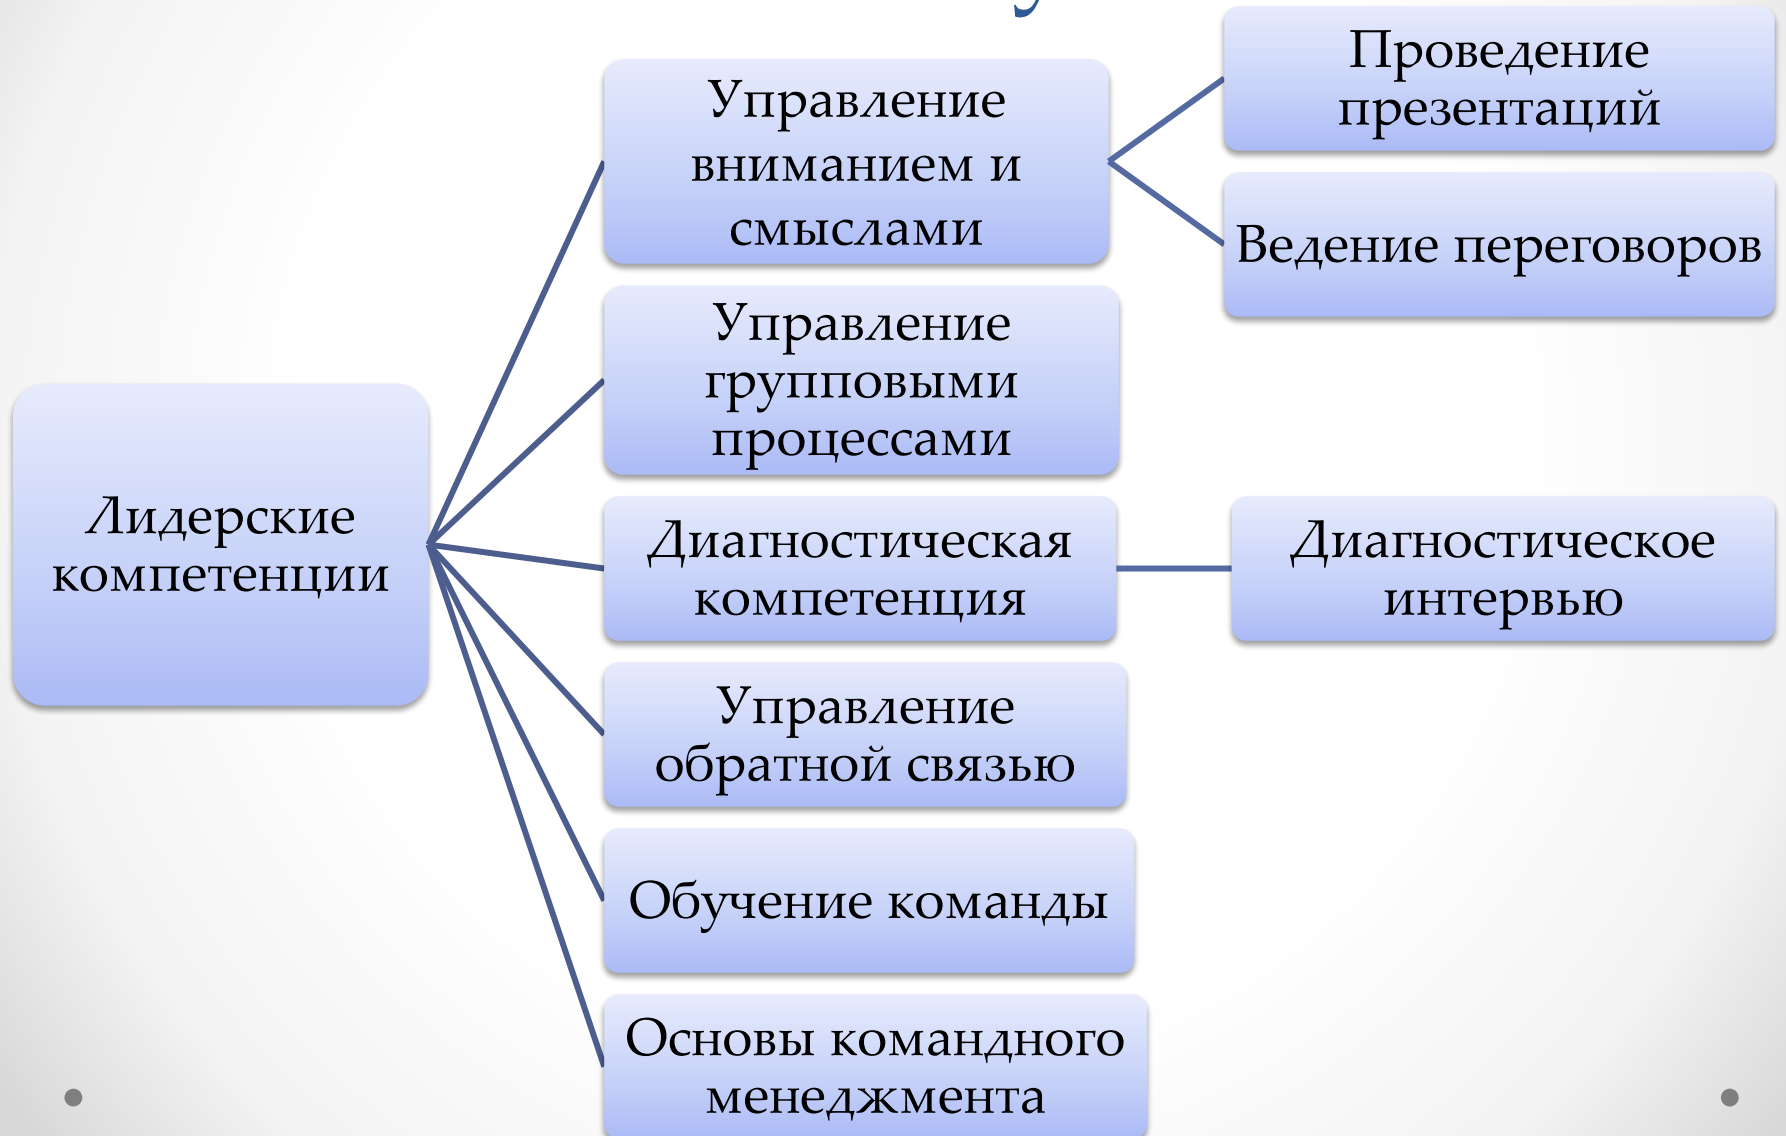 Лидерские
компетенции
Управление
вниманием и
смыслами
Проведение
презентаций
Ведение переговоров
Управление
групповыми
процессами
Диагностическая
компетенция
Диагностическое
интервью
Управление
обратной связью
Обучение команды
Основы командного
менеджмента